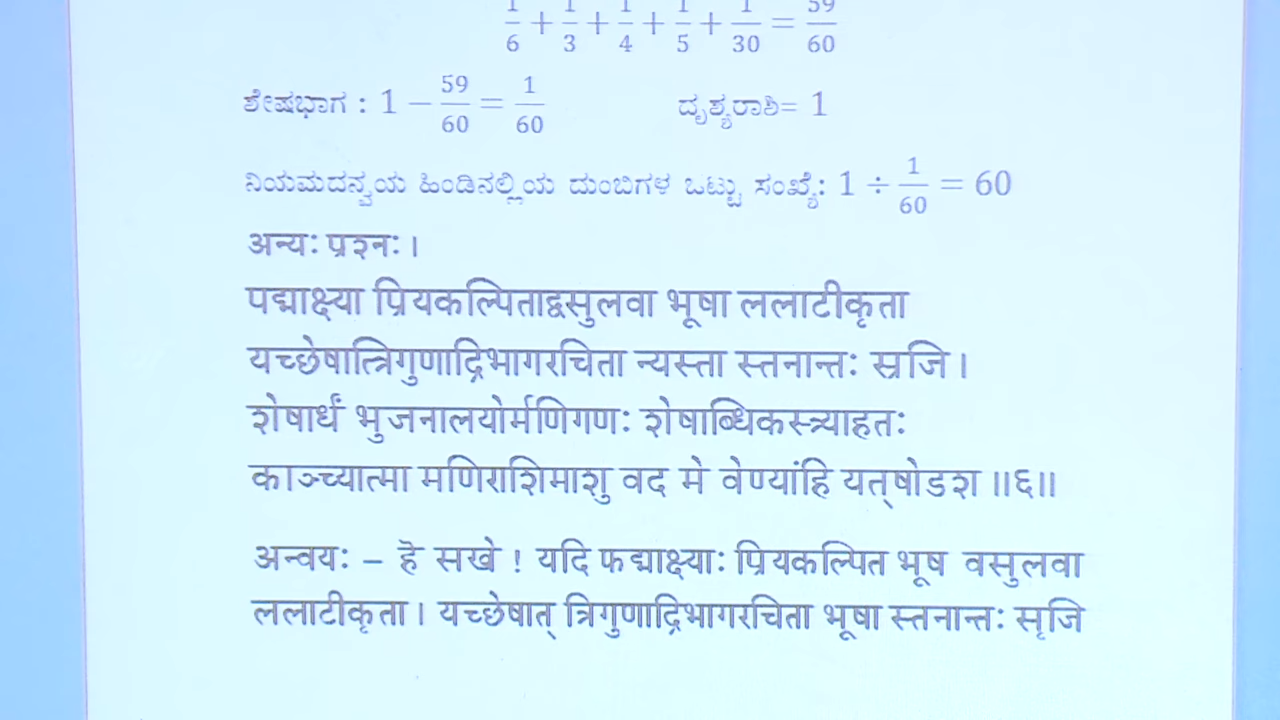 1/6 + 1/3 + 1/4 + 1/5 + 1/30 = 59/60
ಶೇಷಭಾಗ : 1 − 59/60 = 1/60 ದೃಶ್ಯರಾಶಿ= 1
ನಿಯಮದನ್ವಯ ಹಿಂಡಿನಲ್ಲಿಯ ದುಂಬಿಗಳ ಒಟ್ಟು ಸಂಖ್ಯೆ: 1 ÷ 1/60 = 60
अन्यः प्रश्नः ।
पद्माक्ष्या प्रियकल्पिताद्वसुलवा भूषा ललाटीकृता
यच्छेषात्त्रिगुणाद्रिभागरचिता न्यस्ता स्तनान्तः स्रजि ।
शेषार्धं भुजनालयोर्मणिगणः शेषाब्धिकस्त्र्याहतः
काञ्च्यात्मा मणिराशिमाशु वद मे वेण्यांहि यत्षोडश ॥६॥
अन्वयः – हे सखे ! यदि फद्माक्ष्याः प्रियकल्पित भूष वसुलवा
ललाटीकृता । यच्छेषात् त्रिगुणाद्रिभागरचिता भूषा स्तनान्तः सृजि